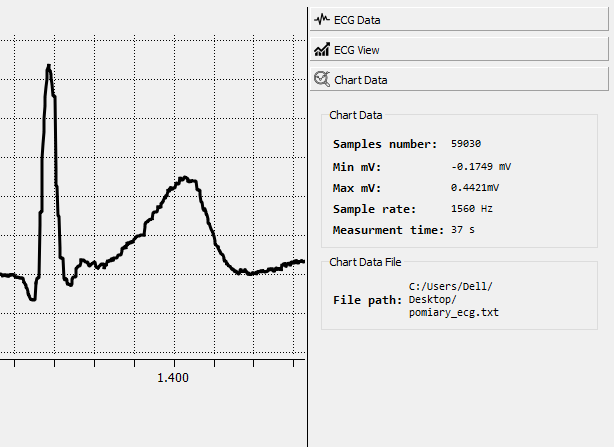 ECG Data
ECG View
Chart Data
Chart Data
Samples number: 59030
Min mV: -0.1749 mV
Max mV: 0.4421mV
Sample rate: 1560 Hz
Measurment time: 37 s
Chart Data File
File path: C:/Users/Dell/
Desktop/
pomiary_ecg.txt
1.400